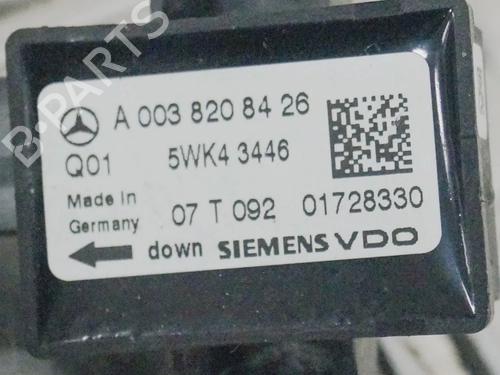 B-PARTS
A 003 820 84 26
Q01 5WK4 3446
Made in
Germany
07 T 092 01728330
down SIEMENS VDO